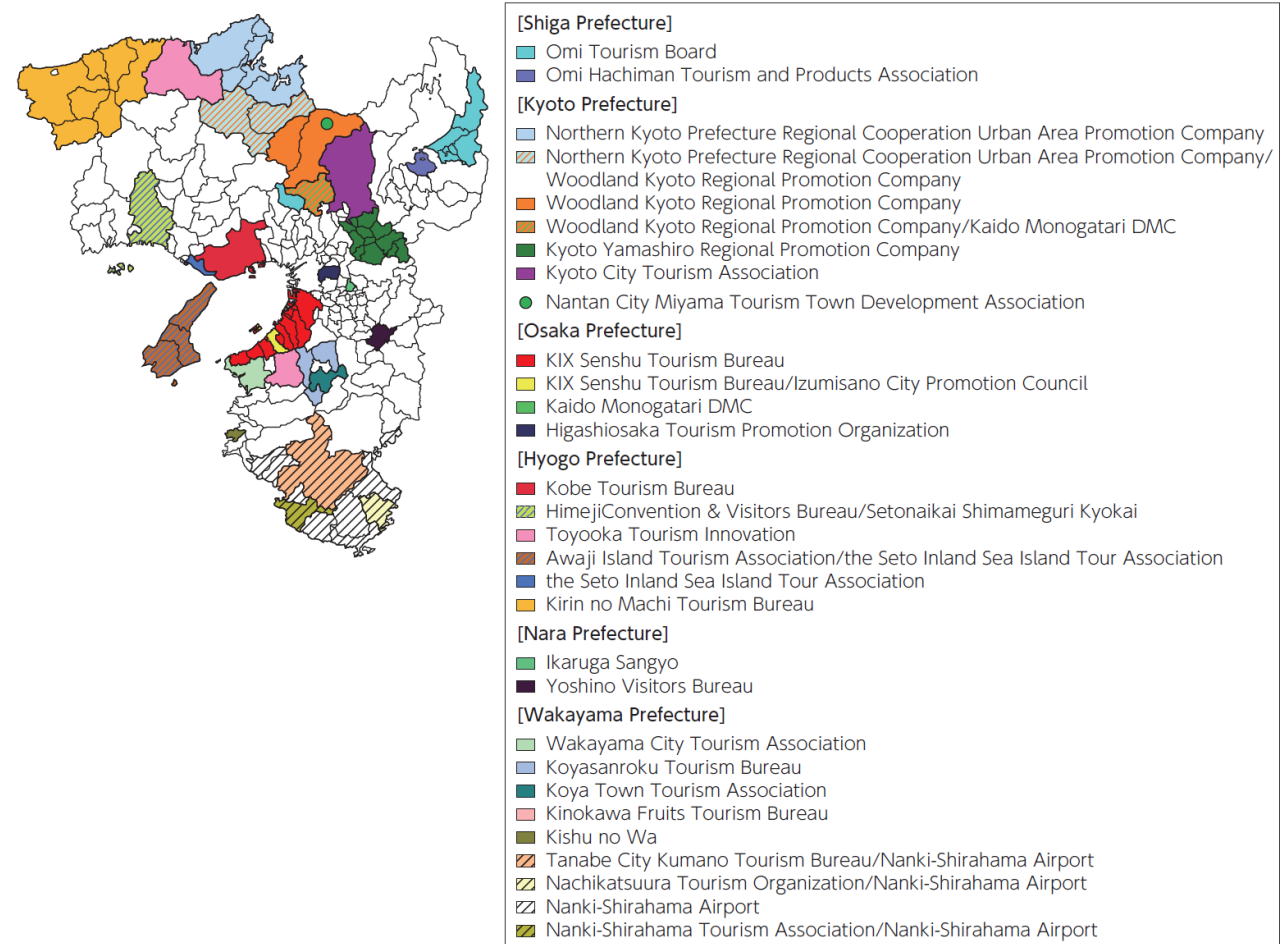 [Shiga Prefecture]
Omi Tourism Board
Omi Hachiman Tourism and Products Association
[Kyoto Prefecture]
Northern Kyoto Prefecture Regional Cooperation Urban Area Promotion Company
Northern Kyoto Prefecture Regional Cooperation Urban Area Promotion Company/
Woodland Kyoto Regional Promotion Company
Woodland Kyoto Regional Promotion Company
Woodland Kyoto Regional Promotion Company/Kaido Monogatari DMC
Kyoto Yamashiro Regional Promotion Company
Kyoto City Tourism Association
Nantan City Miyama Tourism Town Development Association
[Osaka Prefecture]
KIX Senshu Tourism Bureau
KIX Senshu Tourism Bureau/Izumisano City Promotion Council
Kaido Monogatari DMC
Higashiosaka Tourism Promotion Organization
[Hyogo Prefecture]
Kobe Tourism Bureau
HimejiConvention & Visitors Bureau/Setonaikai Shimameguri Kyokai
Toyooka Tourism Innovation
Awaji Island Tourism Association/the Seto Inland Sea Island Tour Association
the Seto Inland Sea Island Tour Association
Kirin no Machi Tourism Bureau
[Nara Prefecture]
Ikaruga Sangyo
Yoshino Visitors Bureau
[Wakayama Prefecture]
Wakayama City Tourism Association
Koyasanroku Tourism Bureau
Koya Town Tourism Association
Kinokawa Fruits Tourism Bureau
Kishu no Wa
Tanabe City Kumano Tourism Bureau/Nanki-Shirahama Airport
Nachikatsuura Tourism Organization/Nanki-Shirahama Airport
Nanki-Shirahama Airport
Nanki-Shirahama Tourism Association/Nanki-Shirahama Airport